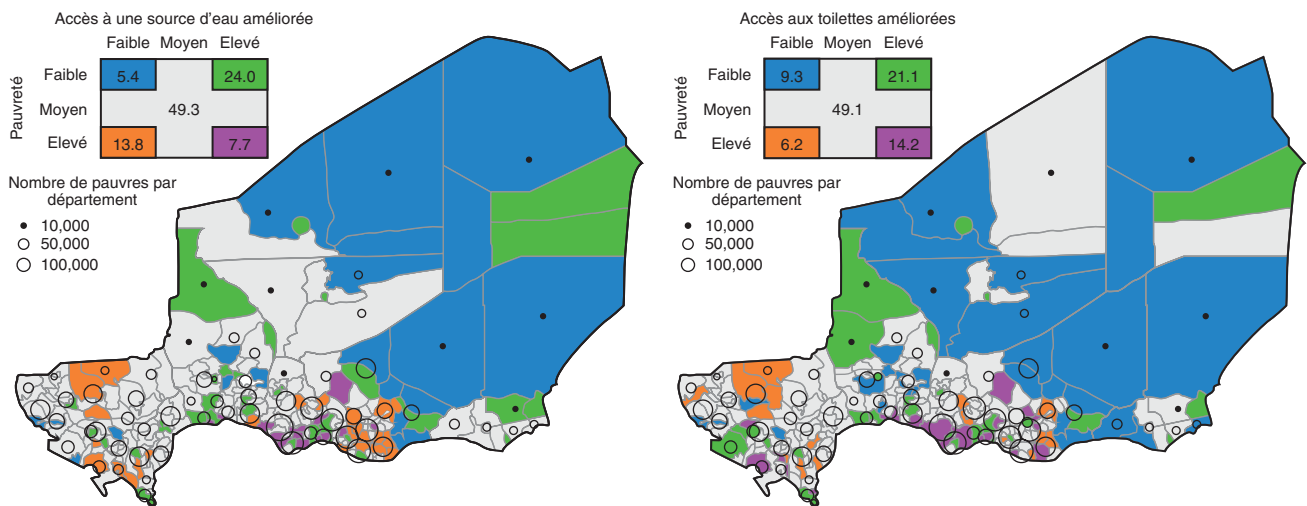 Accès à une source d'eau améliorée
Faible Moyen Elevé
Pauvreté
Faible 5.4 24.0
Moyen 49.3
Elevé 13.8 7.7
Nombre de pauvres par
département
10,000
50,000
100,000
Accès aux toilettes améliorées
Faible Moyen Elevé
Pauvreté
Faible 9.3 21.1
Moyen 49.1
Elevé 6.2 14.2
Nombre de pauvres par
département
10,000
50,000
100,000